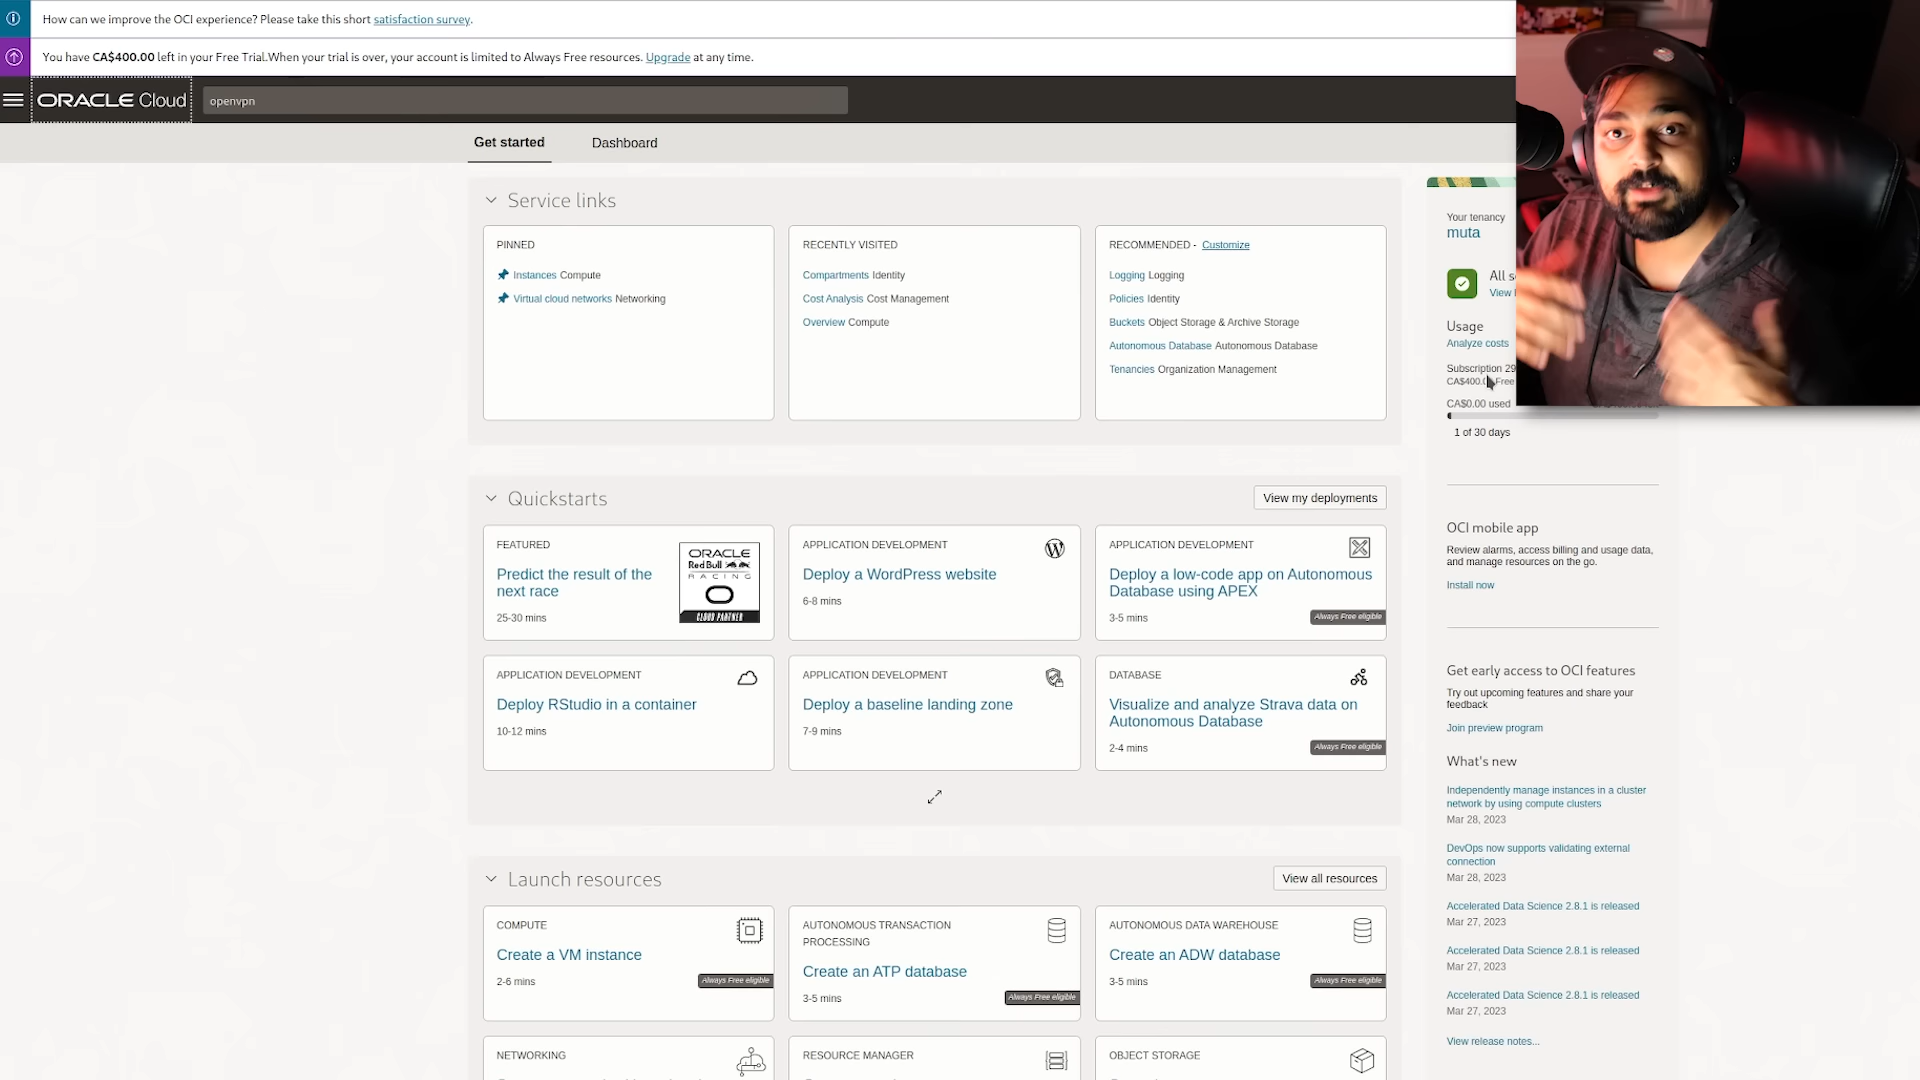 How can we improve the OCI experience? Please take this short satisfaction survey.
You have CA$400.00 left in your Free Trial.When your trial is over, your account is limited to Always Free resources. Upgrade at any time.
ORACLE Cloud
openvpn
Get started
Dashboard
Service links
PINNED
Instances Compute
Virtual cloud networks Networking
RECENTLY VISITED
Compartments Identity
Cost Analysis Cost Management
Overview Compute
RECOMMENDED - Customize
Logging Logging
Policies Identity
Buckets Object Storage & Archive Storage
Autonomous Database Autonomous Database
Tenancies Organization Management
Your tenancy
muta
All
View
Usage
Analyze costs
Subscription 29
CA$400. Free
CA$0.00 used
1 of 30 days
Quickstarts
View my deployments
FEATURED
Predict the result of the
next race
25-30 mins
ORACLE
Red Bull
RACING
CLOUD PARTNER
APPLICATION DEVELOPMENT
Deploy a WordPress website
6-8 mins
APPLICATION DEVELOPMENT
Deploy a low-code app on Autonomous
Database using APEX
3-5 mins
Always Free eligible
APPLICATION DEVELOPMENT
Deploy RStudio in a container
10-12 mins
APPLICATION DEVELOPMENT
Deploy a baseline landing zone
7-9 mins
DATABASE
Visualize and analyze Strava data on
Autonomous Database
2-4 mins
Always Free eligible
OCI mobile app
Review alarms, access billing and usage data,
and manage resources on the go.
Install now
Get early access to OCI features
Try out upcoming features and share your
feedback
Join preview program
What's new
Independently manage instances in a cluster
network by using compute clusters
Mar 28, 2023
DevOps now supports validating external
connection
Mar 28, 2023
Accelerated Data Science 2.8.1 is released
Mar 27, 2023
Accelerated Data Science 2.8.1 is released
Mar 27, 2023
Accelerated Data Science 2.8.1 is released
Mar 27, 2023
View release notes...
Launch resources
View all resources
COMPUTE
Create a VM instance
2-6 mins
Always Free eligible
AUTONOMOUS TRANSACTION
PROCESSING
Create an ATP database
3-5 mins
Always Free eligible
AUTONOMOUS DATA WAREHOUSE
Create an ADW database
3-5 mins
Always Free eligible
NETWORKING
RESOURCE MANAGER
OBJECT STORAGE